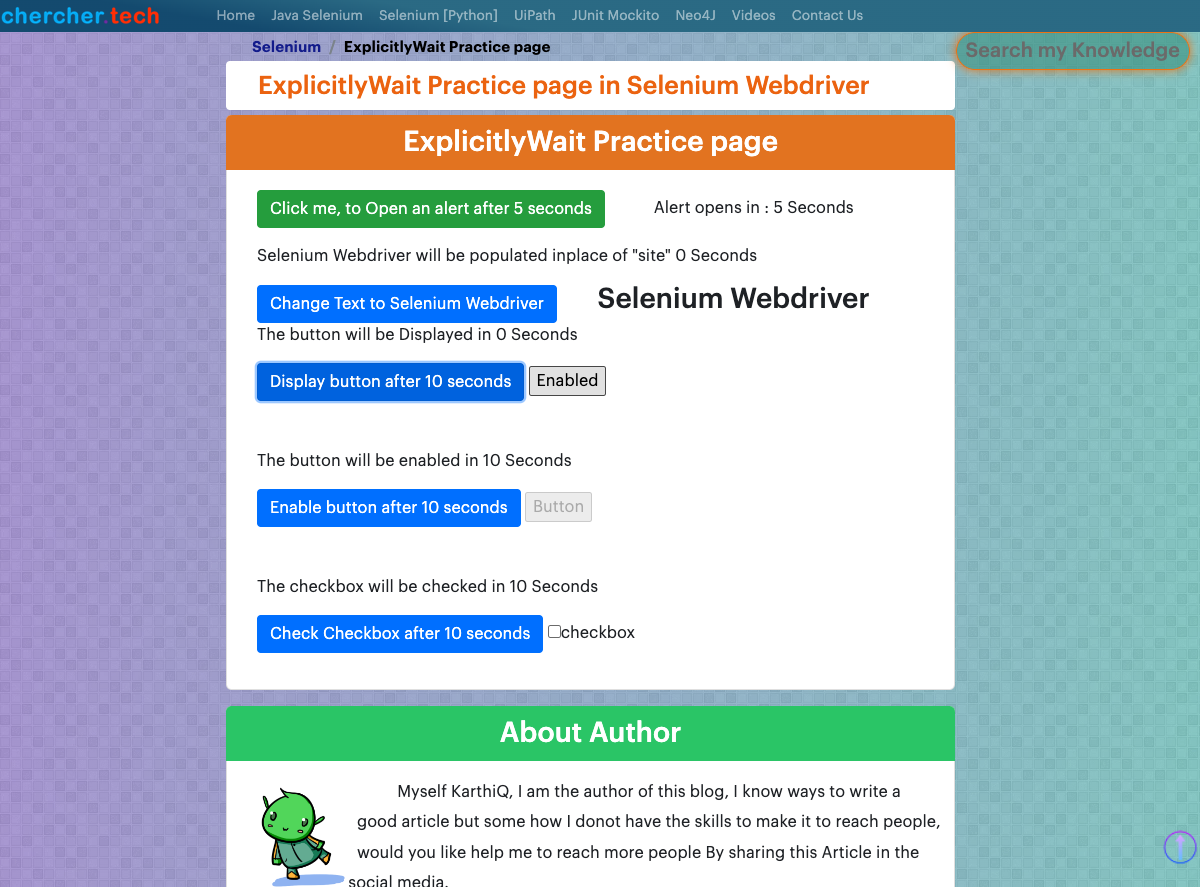 chercher.tech Home Java Selenium Selenium [Python] UiPath JUnit Mockito Neo4J Videos Contact Us
Selenium / ExplicitlyWait Practice page
Search my Knowledge
ExplicitlyWait Practice page in Selenium Webdriver
ExplicitlyWait Practice page
Click me, to Open an alert after 5 seconds Alert opens in : 5 Seconds
Selenium Webdriver will be populated inplace of "site" 0 Seconds
Change Text to Selenium Webdriver Selenium Webdriver
The button will be Displayed in 0 Seconds
Display button after 10 seconds Enabled
The button will be enabled in 10 Seconds
Enable button after 10 seconds Button
The checkbox will be checked in 10 Seconds
Check Checkbox after 10 seconds checkbox
About Author
Myself KarthiQ, I am the author of this blog, I know ways to write a
good article but some how I donot have the skills to make it to reach people,
would you like help me to reach more people By sharing this Article in the
social media.